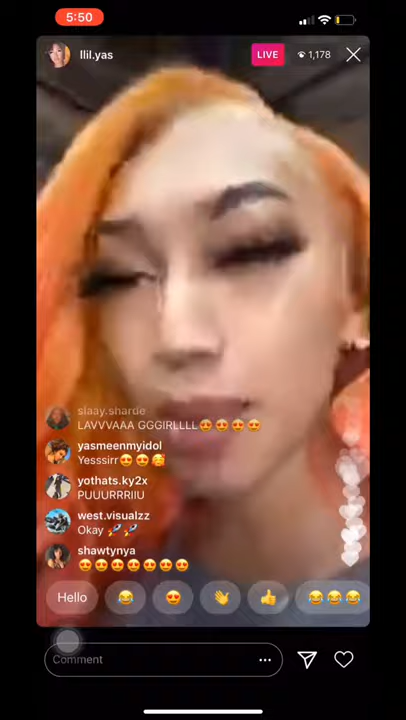 5:50
llil.yas
LIVE
1,178
slaay.sharde
LAVVVAAA GGGIRLLLL😍😍😍😍
yasmeenmyidol
Yesssirr😍😍🥰
yothats.ky2x
PUUURRRIIU
west.visualzz
Okay 🚀🚀
shawtynya
😍😍😍😍😍😍😍😍
Hello 😂 😍 👋 👍 😂😂😂
Comment